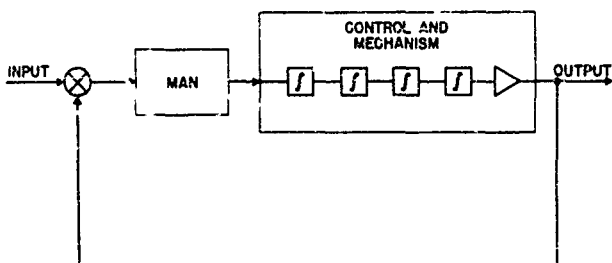 CONTROL AND
MECHANISM
INPUT
MAN
∫ ∫ ∫ ∫
OUTPUT